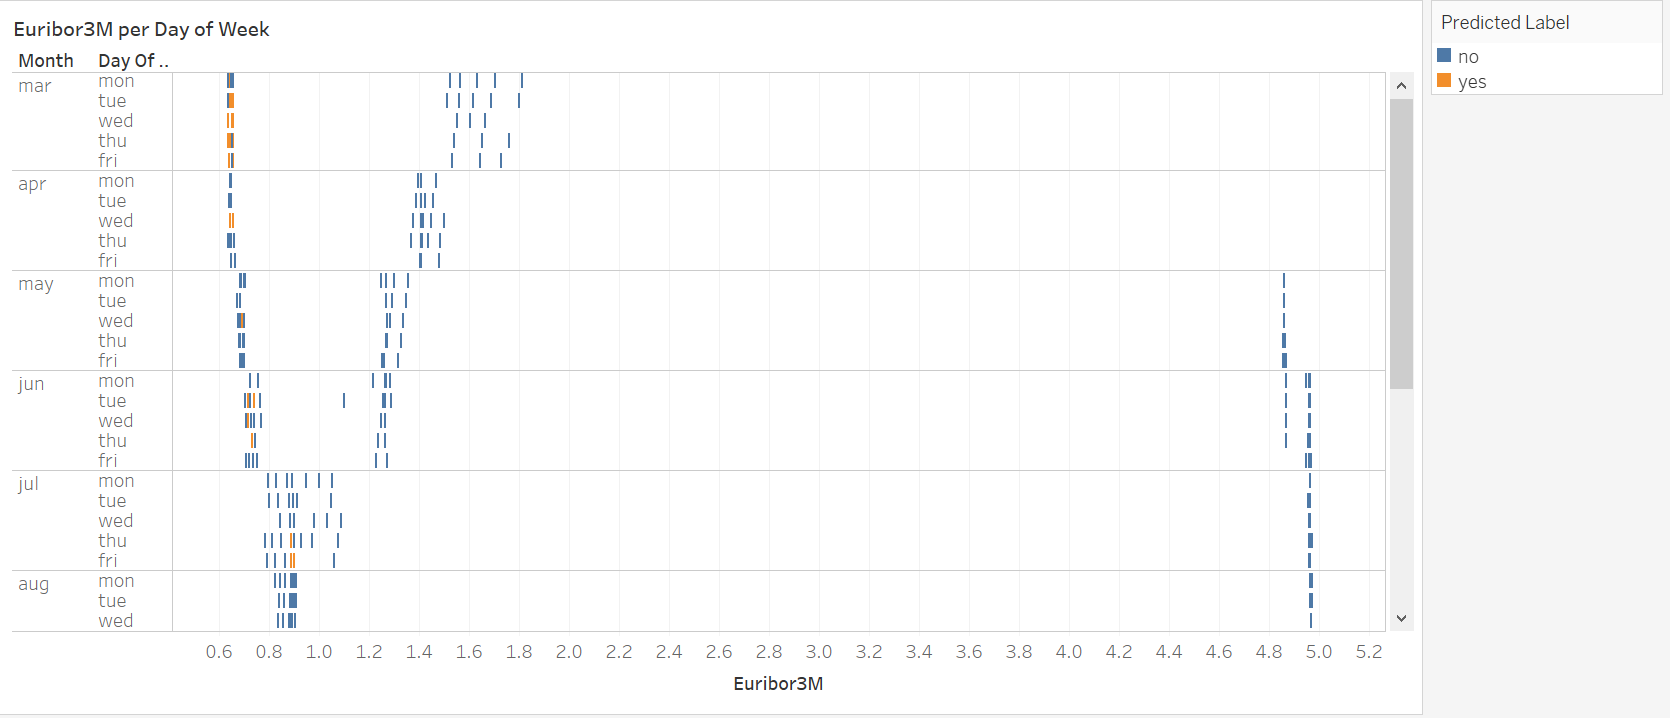 Euribor3M per Day of Week
Month Day Of ..
mar mon
tue
wed
thu
fri
apr mon
tue
wed
thu
fri
may mon
tue
wed
thu
fri
jun mon
tue
wed
thu
fri
jul mon
tue
wed
thu
fri
aug mon
tue
wed
0.6 0.8 1.0 1.2 1.4 1.6 1.8 2.0 2.2 2.4 2.6 2.8 3.0 3.2 3.4 3.6 3.8 4.0 4.2 4.4 4.6 4.8 5.0 5.2
Euribor3M
Predicted Label
no
yes